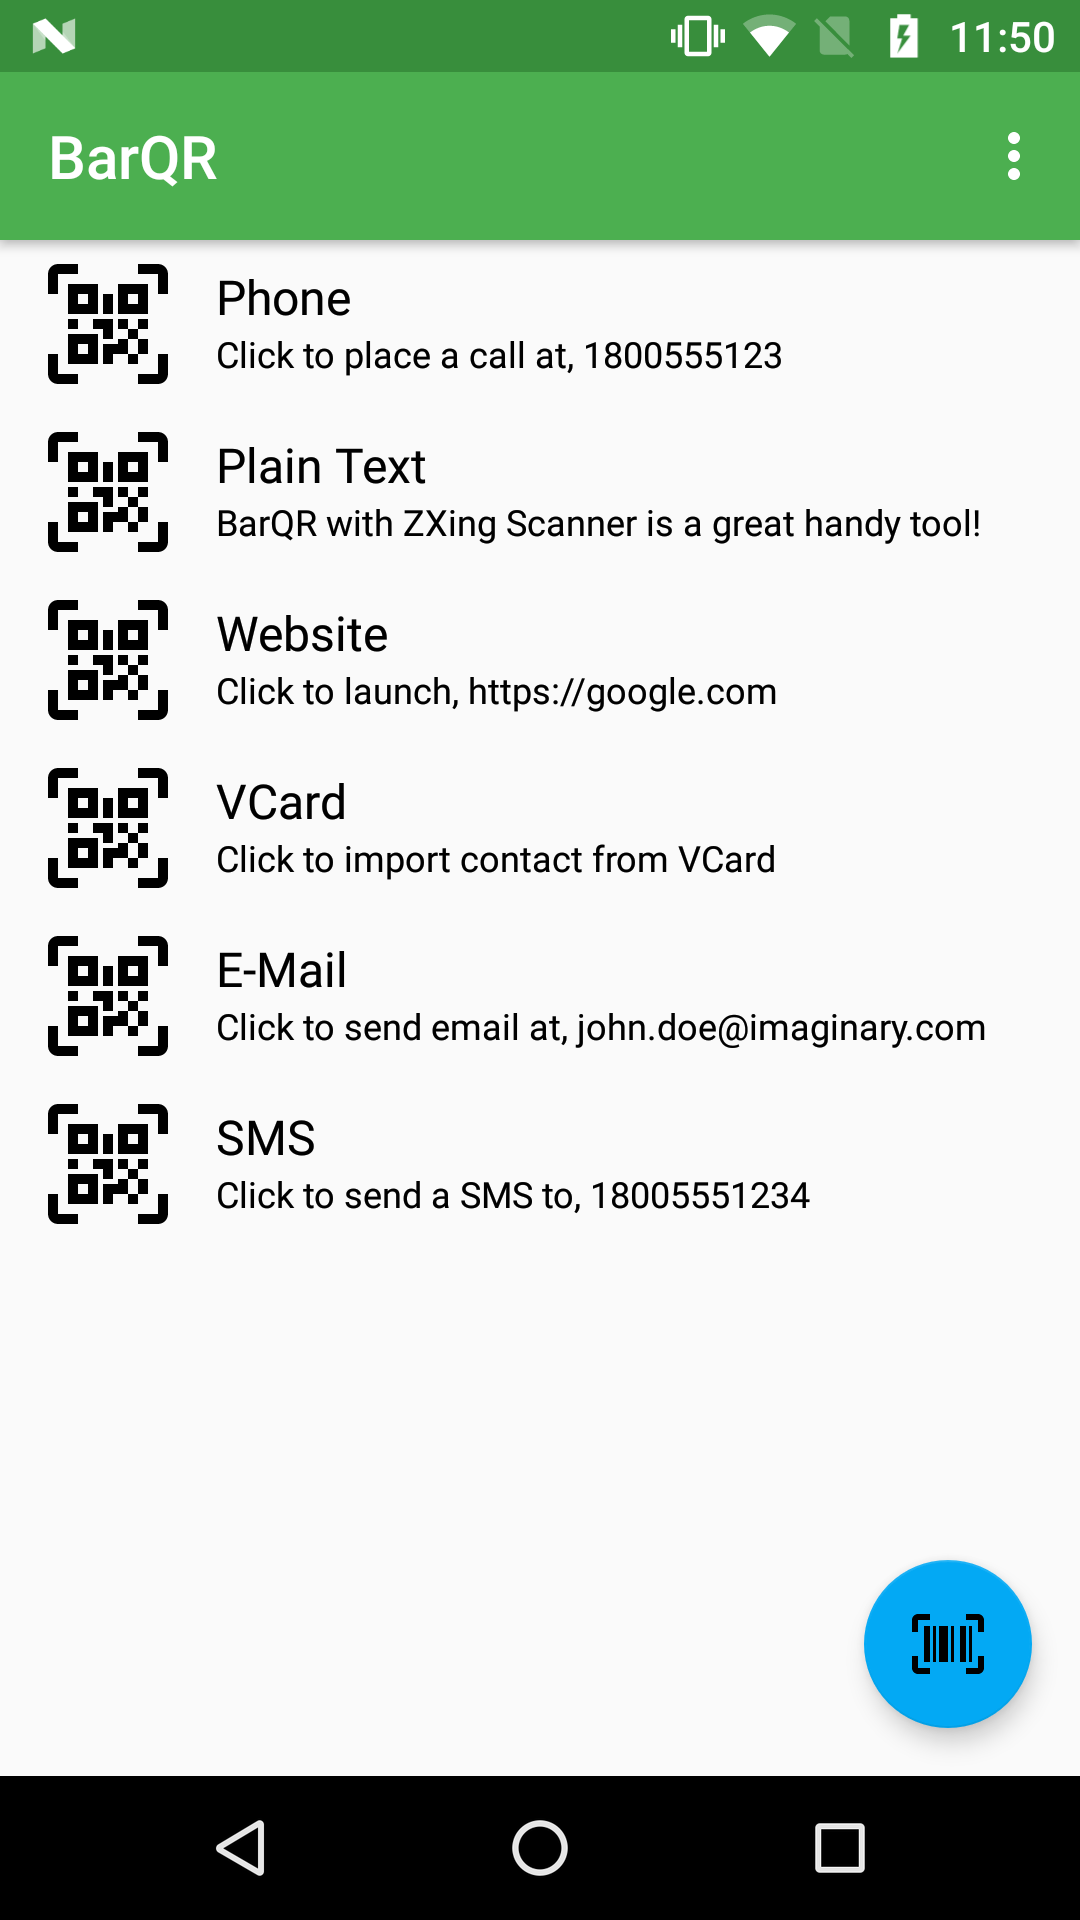 11:50
BarQR
Phone
Click to place a call at, 1800555123
Plain Text
BarQR with ZXing Scanner is a great handy tool!
Website
Click to launch, https://google.com
VCard
Click to import contact from VCard
E-Mail
Click to send email at, john.doe@imaginary.com
SMS
Click to send a SMS to, 18005551234